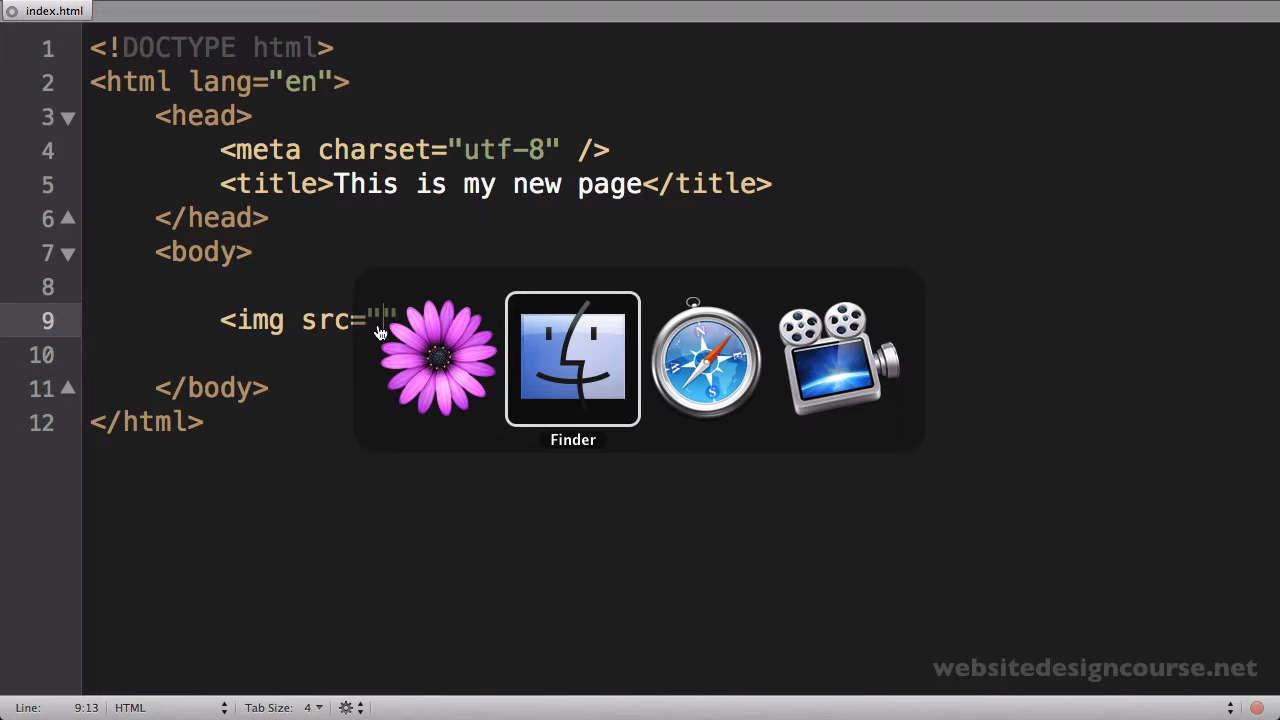 index.html
1 <!DOCTYPE html>
2 <html lang="en">
3 <head>
4 <meta charset="utf-8" />
5 <title>This is my new page</title>
6 </head>
7 <body>
8
9 <img src=""
10
11 </body>
12 </html>
Finder
websitedesigncourse.net
Line: 9:13 HTML Tab Size: 4